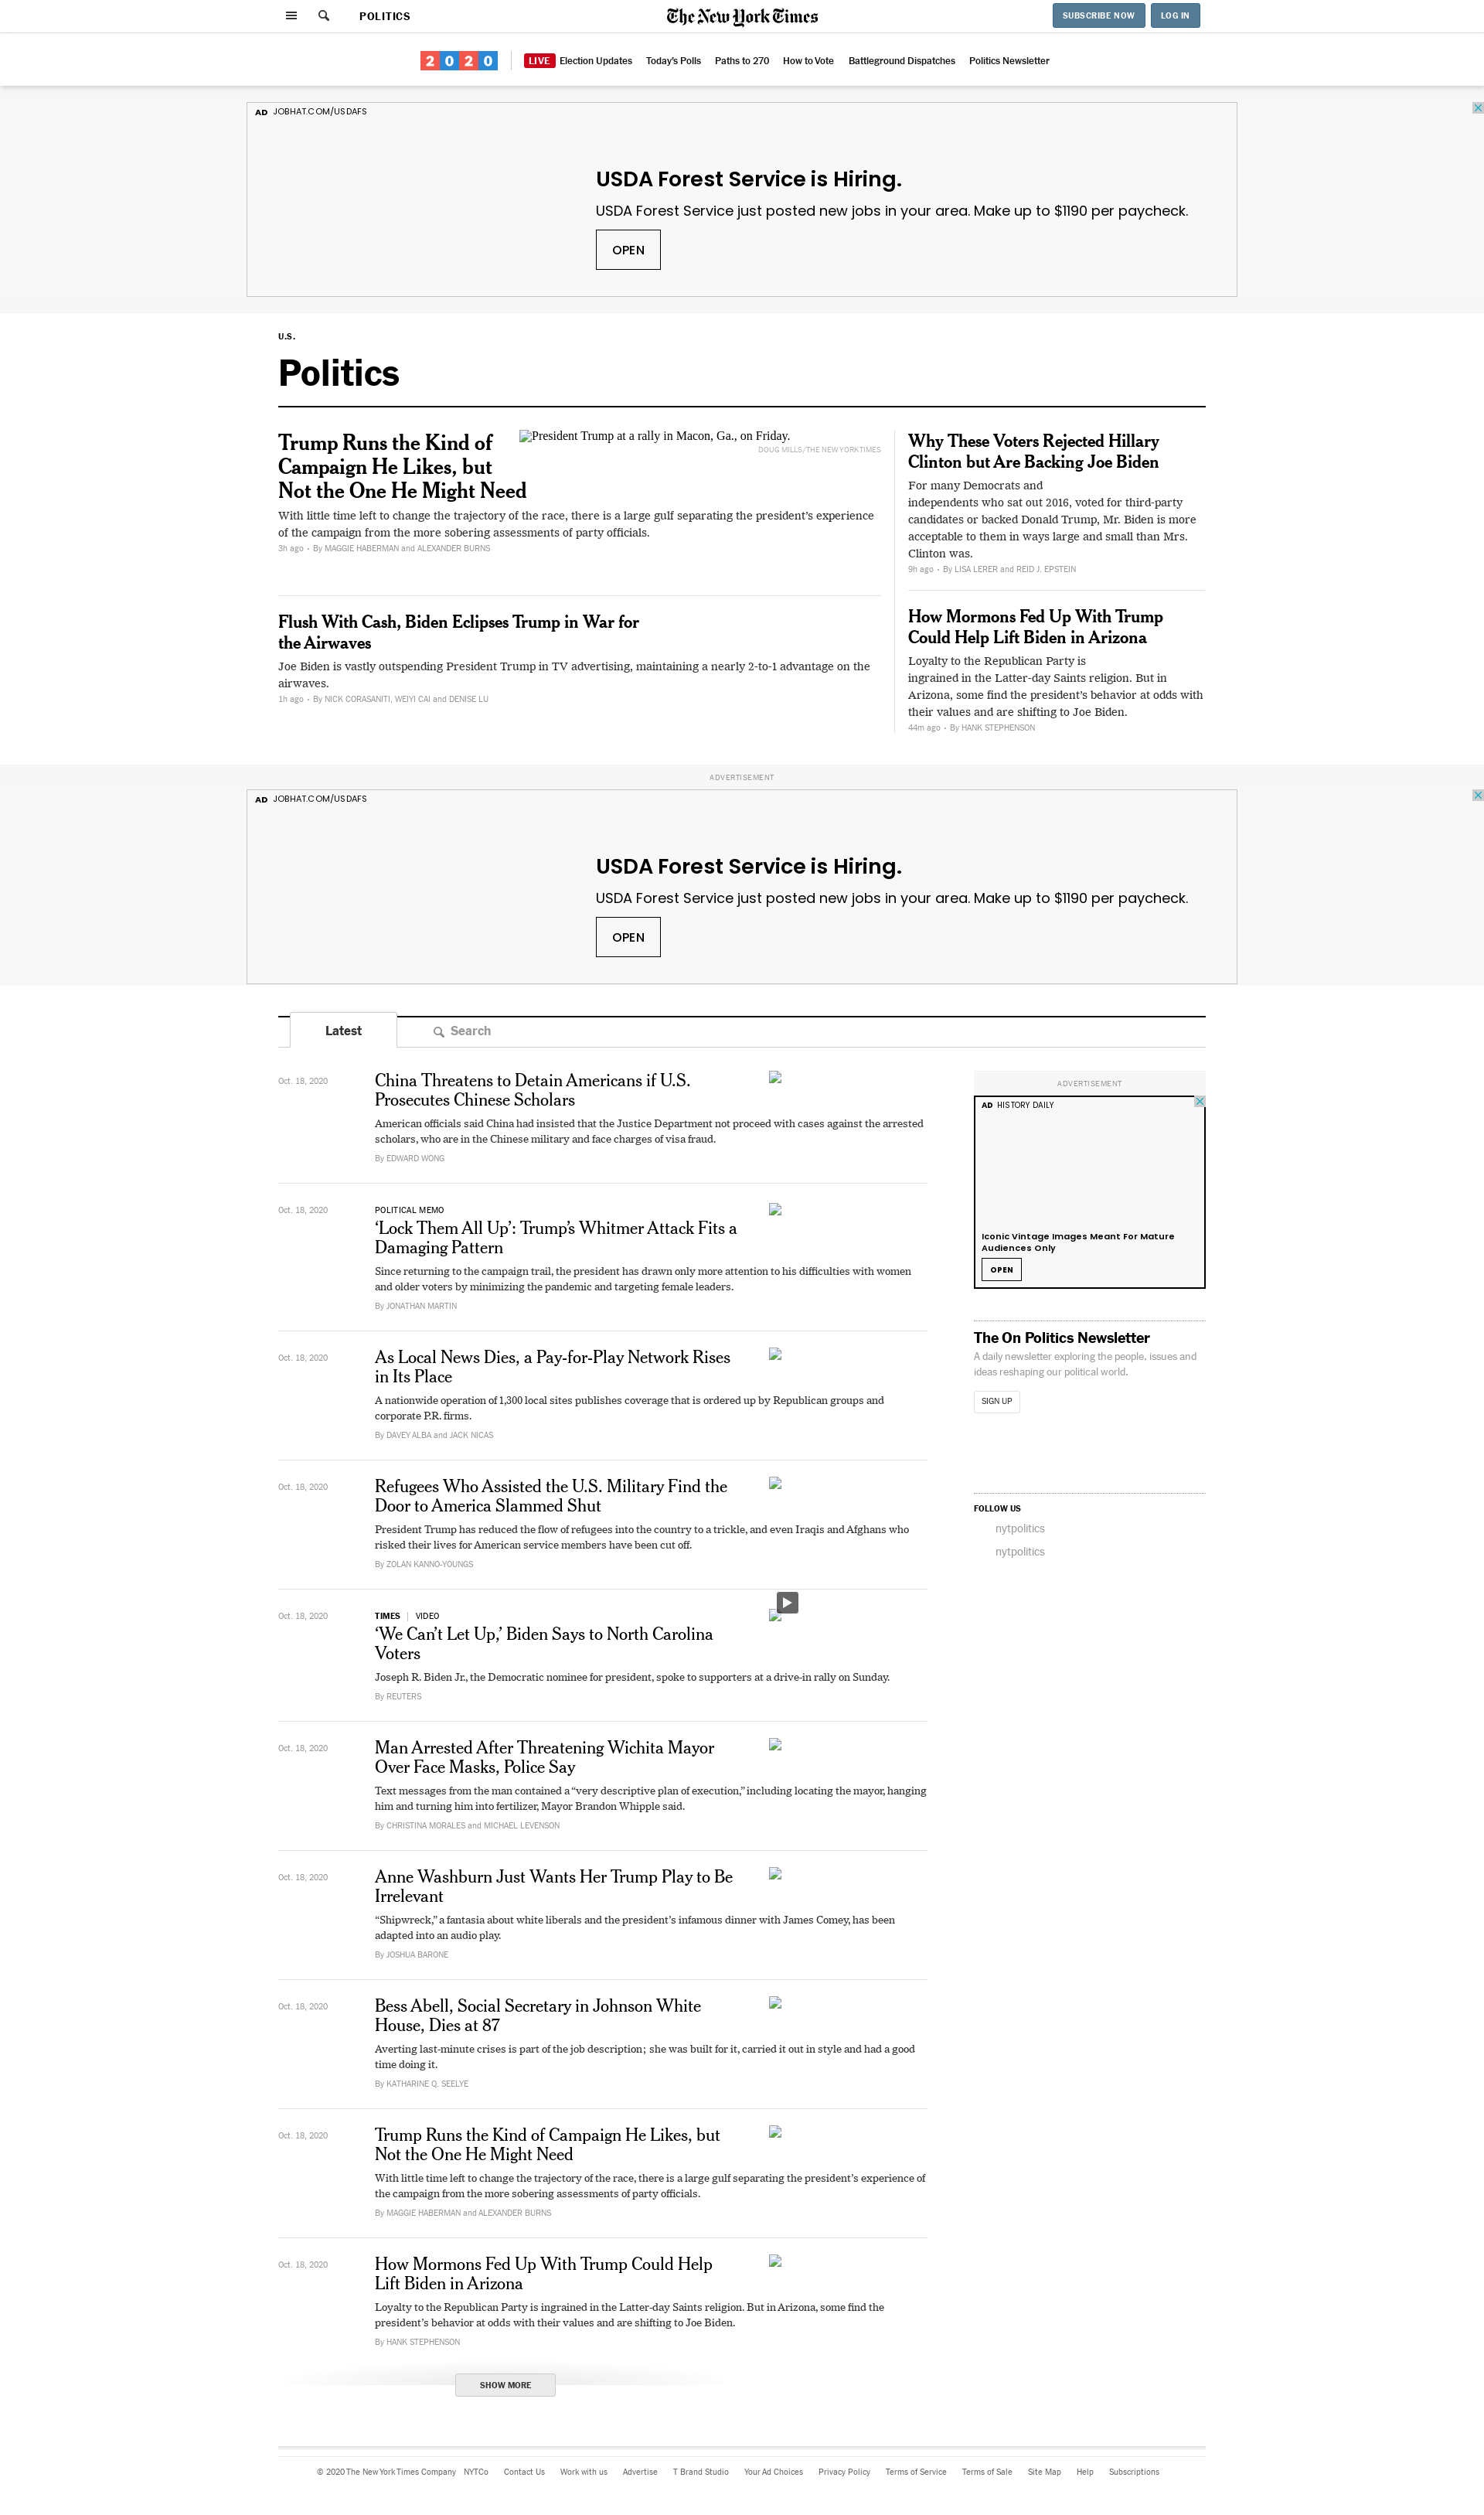 POLITICS
The New York Times
SUBSCRIBE NOW
LOG IN
2020
LIVE Election Updates
Today's Polls
Paths to 270
How to Vote
Battleground Dispatches
Politics Newsletter
AD JOBHAT.COM/USDAFS
USDA Forest Service is Hiring.
USDA Forest Service just posted new jobs in your area. Make up to $1190 per paycheck.
OPEN
U.S.
Politics
Trump Runs the Kind of
Campaign He Likes, but
Not the One He Might Need
President Trump at a rally in Macon, Ga., on Friday.
DOUG MILLS/THE NEW YORK TIMES
With little time left to change the trajectory of the race, there is a large gulf separating the president's experience
of the campaign from the more sobering assessments of party officials.
3h ago • By MAGGIE HABERMAN and ALEXANDER BURNS
Flush With Cash, Biden Eclipses Trump in War for
the Airwaves
Joe Biden is vastly outspending President Trump in TV advertising, maintaining a nearly 2-to-1 advantage on the
airwaves.
1h ago • By NICK CORASANITI, WEIYI CAI and DENISE LU
Why These Voters Rejected Hillary
Clinton but Are Backing Joe Biden
For many Democrats and
independents who sat out 2016, voted for third-party
candidates or backed Donald Trump, Mr. Biden is more
acceptable to them in ways large and small than Mrs.
Clinton was.
9h ago • By LISA LERER and REID J. EPSTEIN
How Mormons Fed Up With Trump
Could Help Lift Biden in Arizona
Loyalty to the Republican Party is
ingrained in the Latter-day Saints religion. But in
Arizona, some find the president's behavior at odds with
their values and are shifting to Joe Biden.
44m ago • By HANK STEPHENSON
ADVERTISEMENT
AD JOBHAT.COM/USDAFS
USDA Forest Service is Hiring.
USDA Forest Service just posted new jobs in your area. Make up to $1190 per paycheck.
OPEN
Latest
Search
Oct. 18, 2020
China Threatens to Detain Americans if U.S.
Prosecutes Chinese Scholars
American officials said China had insisted that the Justice Department not proceed with cases against the arrested
scholars, who are in the Chinese military and face charges of visa fraud.
By EDWARD WONG
Oct. 18, 2020
POLITICAL MEMO
‘Lock Them All Up’: Trump’s Whitmer Attack Fits a
Damaging Pattern
Since returning to the campaign trail, the president has drawn only more attention to his difficulties with women
and older voters by minimizing the pandemic and targeting female leaders.
By JONATHAN MARTIN
Oct. 18, 2020
As Local News Dies, a Pay-for-Play Network Rises
in Its Place
A nationwide operation of 1,300 local sites publishes coverage that is ordered up by Republican groups and
corporate P.R. firms.
By DAVEY ALBA and JACK NICAS
Oct. 18, 2020
Refugees Who Assisted the U.S. Military Find the
Door to America Slammed Shut
President Trump has reduced the flow of refugees into the country to a trickle, and even Iraqis and Afghans who
risked their lives for American service members have been cut off.
By ZOLAN KANNO-YOUNGS
Oct. 18, 2020
TIMES | VIDEO
‘We Can’t Let Up,’ Biden Says to North Carolina
Voters
Joseph R. Biden Jr., the Democratic nominee for president, spoke to supporters at a drive-in rally on Sunday.
By REUTERS
Oct. 18, 2020
Man Arrested After Threatening Wichita Mayor
Over Face Masks, Police Say
Text messages from the man contained a “very descriptive plan of execution,” including locating the mayor, hanging
him and turning him into fertilizer, Mayor Brandon Whipple said.
By CHRISTINA MORALES and MICHAEL LEVENSON
Oct. 18, 2020
Anne Washburn Just Wants Her Trump Play to Be
Irrelevant
“Shipwreck,” a fantasia about white liberals and the president’s infamous dinner with James Comey, has been
adapted into an audio play.
By JOSHUA BARONE
Oct. 18, 2020
Bess Abell, Social Secretary in Johnson White
House, Dies at 87
Averting last-minute crises is part of the job description; she was built for it, carried it out in style and had a good
time doing it.
By KATHARINE Q. SEELYE
Oct. 18, 2020
Trump Runs the Kind of Campaign He Likes, but
Not the One He Might Need
With little time left to change the trajectory of the race, there is a large gulf separating the president’s experience of
the campaign from the more sobering assessments of party officials.
By MAGGIE HABERMAN and ALEXANDER BURNS
Oct. 18, 2020
How Mormons Fed Up With Trump Could Help
Lift Biden in Arizona
Loyalty to the Republican Party is ingrained in the Latter-day Saints religion. But in Arizona, some find the
president’s behavior at odds with their values and are shifting to Joe Biden.
By HANK STEPHENSON
SHOW MORE
ADVERTISEMENT
AD HISTORY DAILY
Iconic Vintage Images Meant For Mature
Audiences Only
OPEN
The On Politics Newsletter
A daily newsletter exploring the people, issues and
ideas reshaping our political world.
SIGN UP
FOLLOW US
nytpolitics
nytpolitics
© 2020 The New York Times Company
NYTCo
Contact Us
Work with us
Advertise
T Brand Studio
Your Ad Choices
Privacy Policy
Terms of Service
Terms of Sale
Site Map
Help
Subscriptions